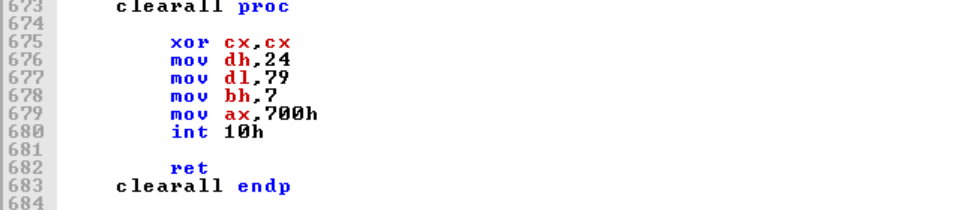 673 clearall proc
674
675 xor cx,cx
676 mov dh,24
677 mov dl,79
678 mov bh,7
679 mov ax,700h
680 int 10h
681
682 ret
683 clearall endp
684